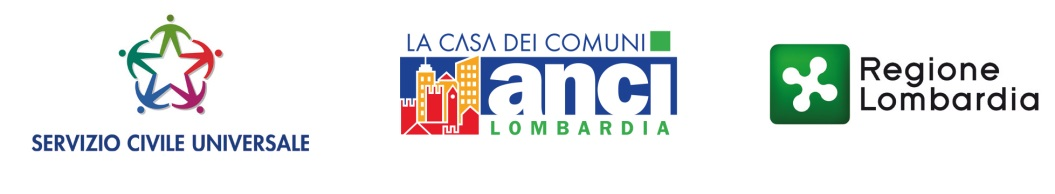 SERVIZIO CIVILE UNIVERSALE
LA CASA DEI COMUNI
anci
LOMBARDIA
Regione
Lombardia